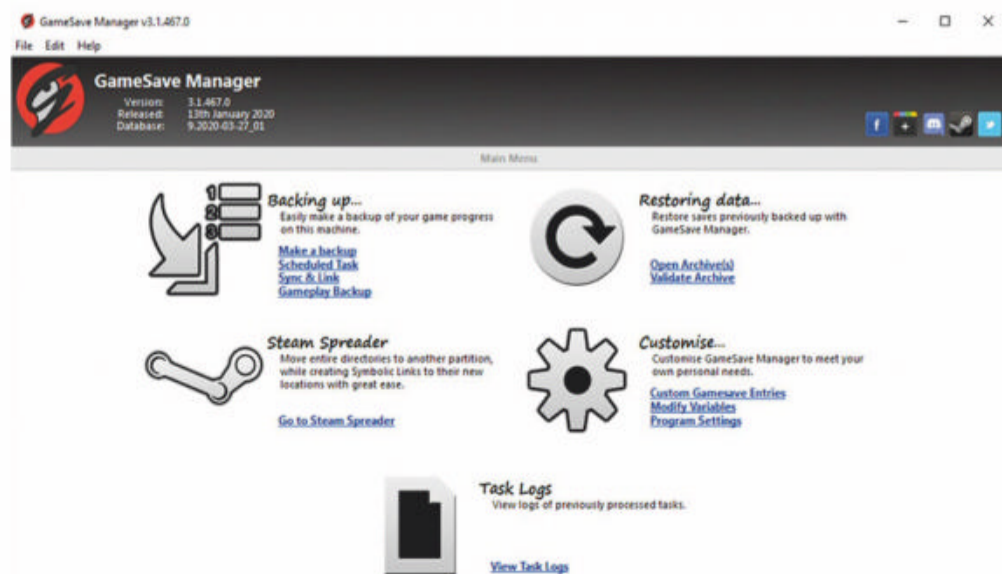 GameSave Manager v3.1.467.0
File Edit Help
GameSave Manager
Version: 3.1.467.0
Released: 13th January 2020
Database: 9.2020-03-27_01
Main Menu
1
2
3
Backing up...
Easily make a backup of your game progress
on this machine.
Make a backup
Scheduled Task
Sync & Link
Gameplay Backup
Restoring data...
Restore saves previously backed up with
GameSave Manager.
Open Archive(s)
Validate Archive
Steam Spreader
Move entire directories to another partition,
while creating Symbolic Links to their new
locations with great ease.
Go to Steam Spreader
Customise...
Customise GameSave Manager to meet your
own personal needs.
Custom Gamesave Entries
Modify Variables
Program Settings
Task Logs
View logs of previously processed tasks.
View Task Logs